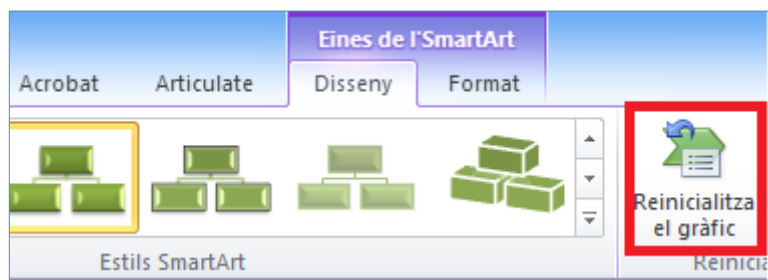 Eines de l'SmartArt
Acrobat Articulate Disseny Format
Reinicialitza
el gràfic
Estils SmartArt